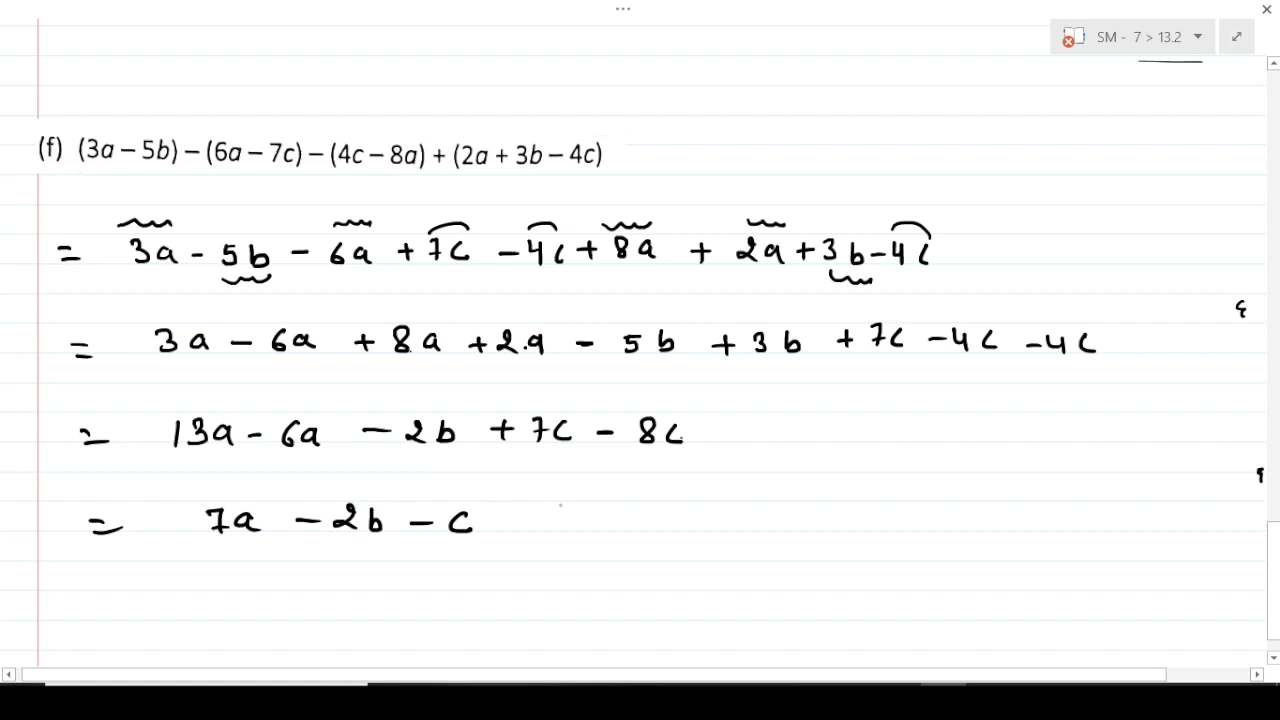 ...
SM - 7 > 13.2
(f) (3a – 5b) – (6a – 7c) – (4c – 8a) + (2a + 3b – 4c)
= 3a - 5b - 6a + 7c - 4c + 8a + 2a + 3b - 4c
= 3a - 6a + 8a + 2a - 5b + 3b + 7c - 4c - 4c
= 13a - 6a - 2b + 7c - 8c
= 7a - 2b - c